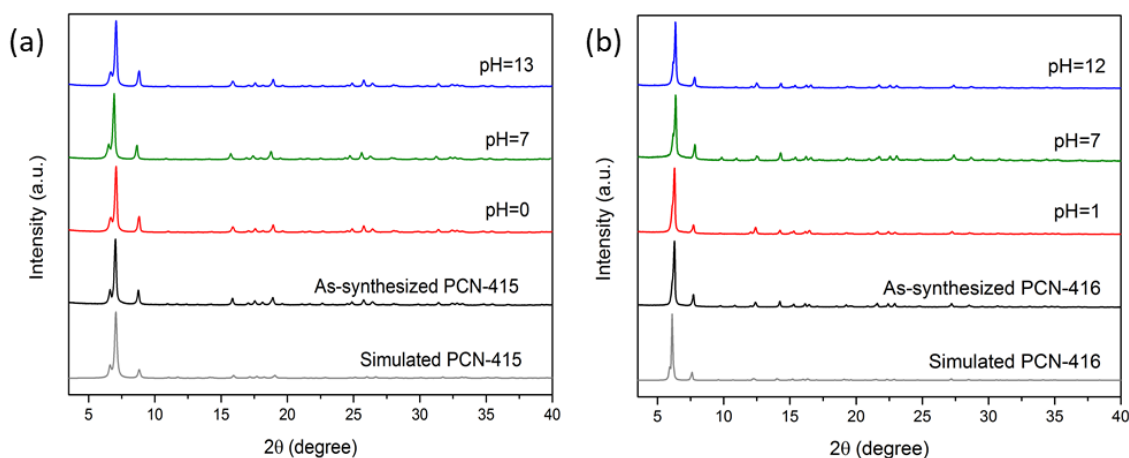 (a)
pH=13
pH=7
pH=0
As-synthesized PCN-415
Simulated PCN-415
Intensity (a.u.)
5 10 15 20 25 30 35 40
2θ (degree)
(b)
pH=12
pH=7
pH=1
As-synthesized PCN-416
Simulated PCN-416
Intensity (a.u.)
5 10 15 20 25 30 35 40
2θ (degree)